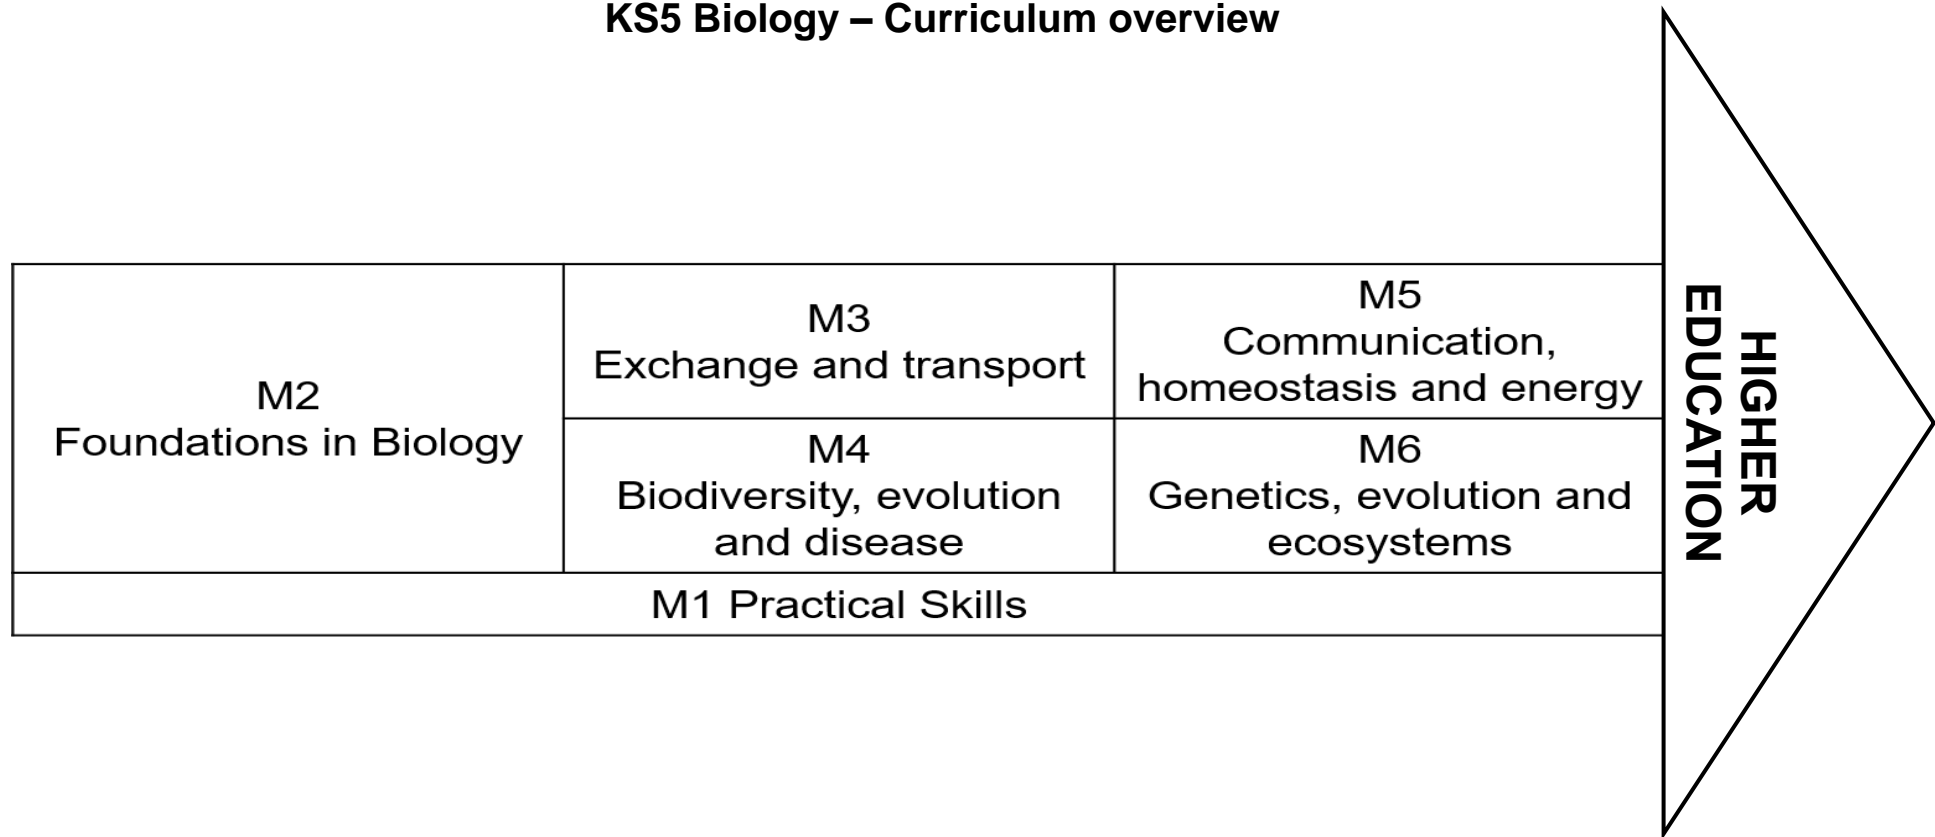 KS5 Biology – Curriculum overview
M2
Foundations in Biology
M3
Exchange and transport
M4
Biodiversity, evolution
and disease
M5
Communication,
homeostasis and energy
M6
Genetics, evolution and
ecosystems
M1 Practical Skills
HIGHER
EDUCATION